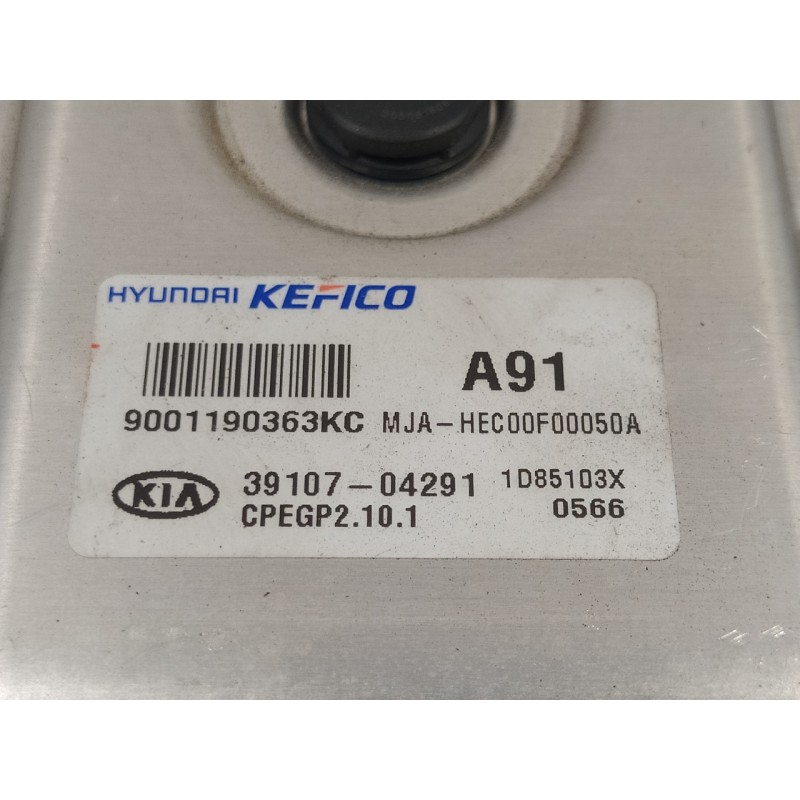 HYUNDAI KEFICO
A91
9001190363KC MJA-HEC00F00050A
KIA 39107-04291 1D85103X
CPEGP2.10.1 0566